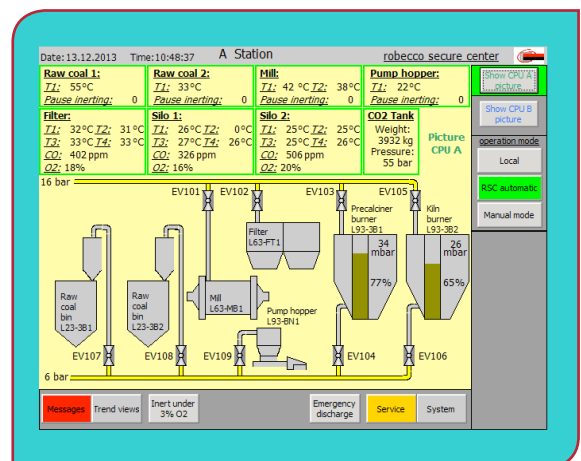 Date: 13.12.2013 Time:10:48:37 A Station robecco secure center
Raw coal 1:
T1: 55°C
Pause inerting: 0
Raw coal 2:
T1: 33°C
Pause inerting: 0
Mill:
T1: 42 °C T2: 38°C
Pause inerting: 0
Pump hopper:
T1: 22°C
Pause inerting: 0
Show CPU A
picture
Filter:
T1: 32°C T2: 31°C
T3: 33°C T4: 33°C
CO: 402 ppm
O2: 18%
Silo 1:
T1: 26°C T2: 0°C
T3: 27°C T4: 26°C
CO: 326 ppm
O2: 16%
Silo 2:
T1: 25°C T2: 25°C
T3: 25°C T4: 26°C
CO: 506 ppm
O2: 20%
CO2 Tank
Weight:
3932 kg
Pressure:
55 bar
Picture
CPU A
Show CPU B
picture
operation mode
Local
RSC automatic
Manual mode
16 bar
EV101 EV102 EV103 EV105
Precalciner
burner
L93-3B1
Kiln
burner
L93-3B2
Filter
L63-FT1
34
mbar
26
mbar
77%
65%
Raw
coal
bin
L23-3B1
Raw
coal
bin
L23-3B2
Mill
L63-MB1
Pump hopper
L93-BN1
EV107 EV108 EV109 EV104 EV106
6 bar
Messages
Trend views
Inert under
3% O2
Emergency
discharge
Service
System